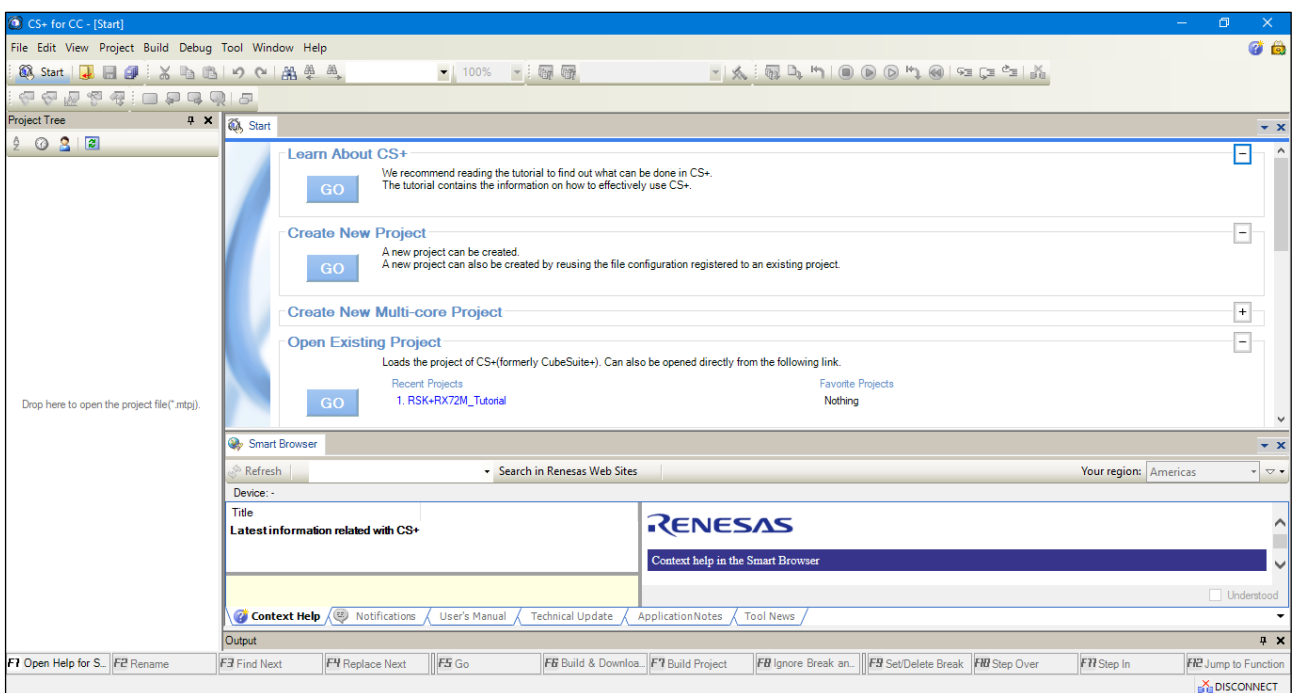 CS+ for CC - [Start]
File Edit View Project Build Debug Tool Window Help
Start 100%
Project Tree
Start
Learn About CS+
We recommend reading the tutorial to find out what can be done in CS+.
GO
The tutorial contains the information on how to effectively use CS+.
Create New Project
A new project can be created.
GO
A new project can also be created by reusing the file configuration registered to an existing project.
Create New Multi-core Project
Open Existing Project
Loads the project of CS+(formerly CubeSuite+). Can also be opened directly from the following link.
Recent Projects Favorite Projects
GO
1. RSK+RX72M_Tutorial Nothing
Drop here to open the project file(*.mtpj).
Smart Browser
Refresh Search in Renesas Web Sites Your region: Americas
Device: -
Title
Latest information related with CS+
RENESAS
Context help in the Smart Browser
Understood
Context Help Notifications User's Manual Technical Update ApplicationNotes Tool News
Output
F1 Open Help for S... F2 Rename F3 Find Next F4 Replace Next F5 Go F6 Build & Downloa... F7 Build Project F8 Ignore Break an... F9 Set/Delete Break F10 Step Over F11 Step In F12 Jump to Function
DISCONNECT